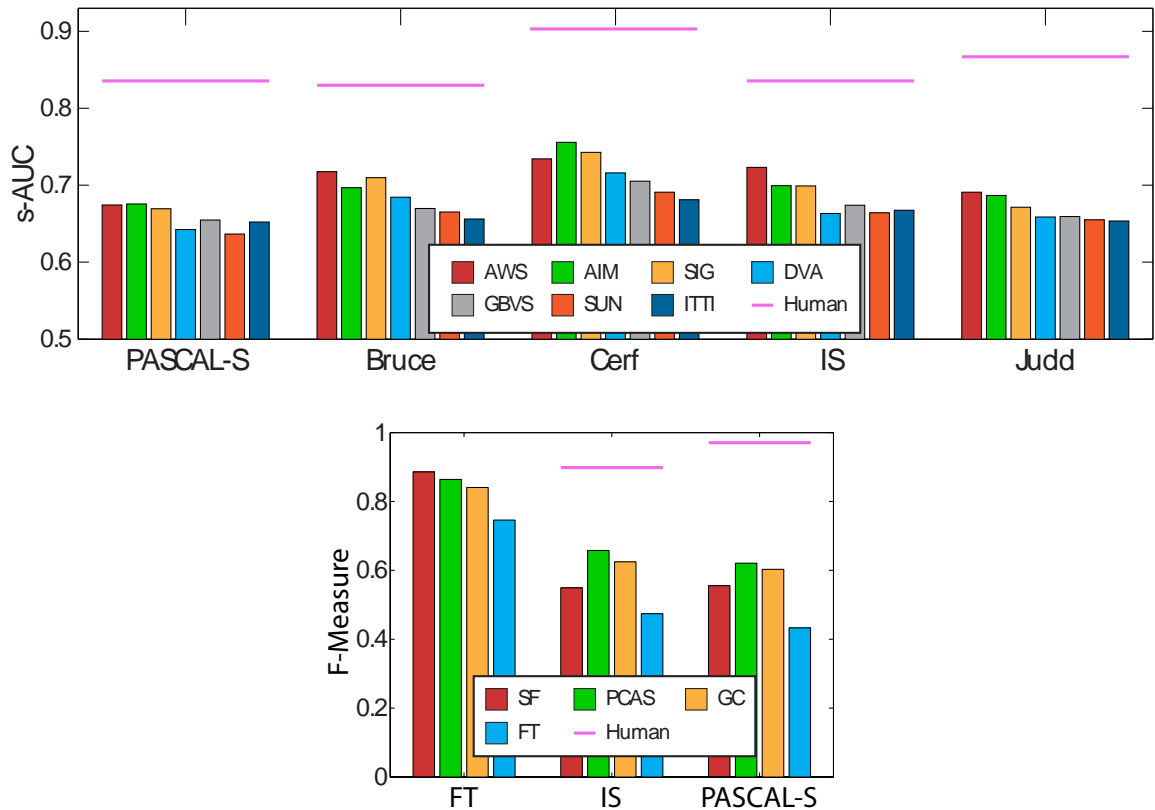 0.9
0.8
0.7
0.6
0.5
s-AUC
AWS AIM SIG DVA
GBVS SUN ITTI Human
PASCAL-S Bruce Cerf IS Judd
1
0.8
0.6
0.4
0.2
0
F-Measure
SF PCAS GC
FT Human
FT IS PASCAL-S